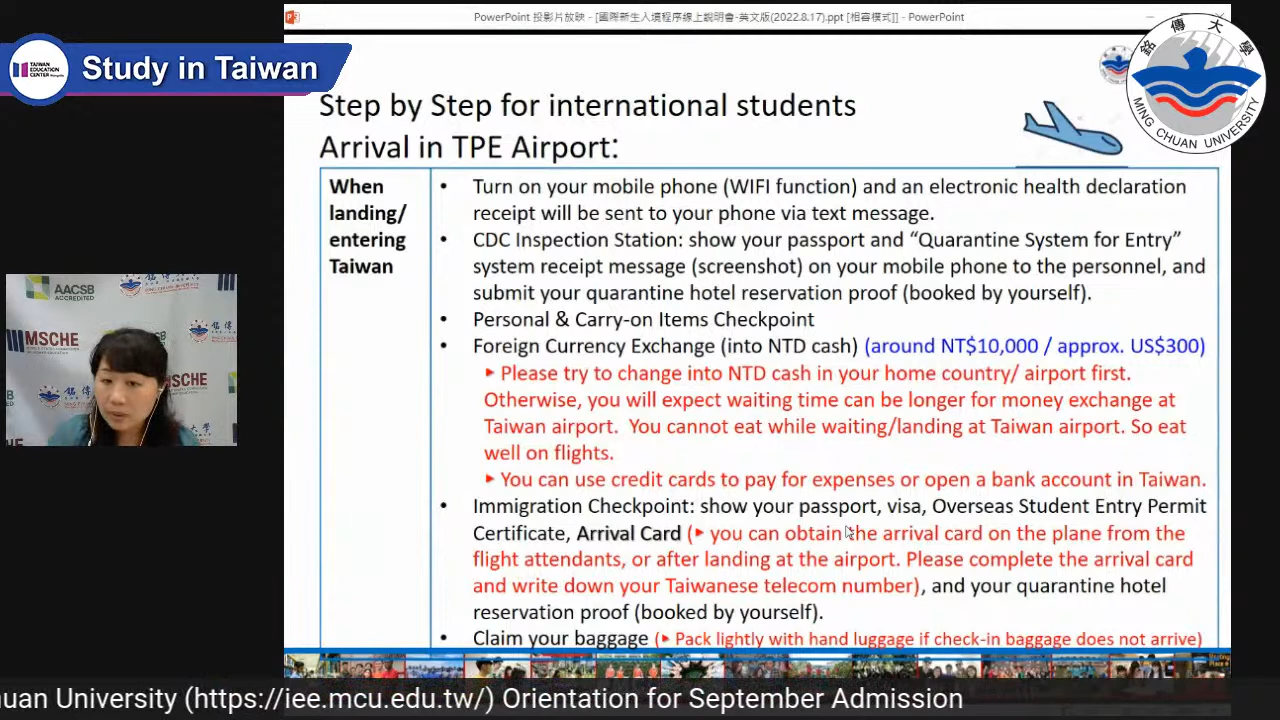 PowerPoint 投影片放映 - [國際新生入境程序線上說明會-英文版(2022.8.17).ppt [相容模式]] - PowerPoint
TAIWAN
EDUCATION
CENTER
Study in Taiwan
銘傳大學
MING CHUAN UNIVERSITY
Step by Step for international students
Arrival in TPE Airport:
When
landing/
entering
Taiwan
• Turn on your mobile phone (WIFI function) and an electronic health declaration
receipt will be sent to your phone via text message.
• CDC Inspection Station: show your passport and “Quarantine System for Entry”
system receipt message (screenshot) on your mobile phone to the personnel, and
submit your quarantine hotel reservation proof (booked by yourself).
• Personal & Carry-on Items Checkpoint
• Foreign Currency Exchange (into NTD cash) (around NT$10,000 / approx. US$300)
▸ Please try to change into NTD cash in your home country/ airport first.
Otherwise, you will expect waiting time can be longer for money exchange at
Taiwan airport. You cannot eat while waiting/landing at Taiwan airport. So eat
well on flights.
▸ You can use credit cards to pay for expenses or open a bank account in Taiwan.
• Immigration Checkpoint: show your passport, visa, Overseas Student Entry Permit
Certificate, Arrival Card (▸ you can obtain the arrival card on the plane from the
flight attendants, or after landing at the airport. Please complete the arrival card
and write down your Taiwanese telecom number), and your quarantine hotel
reservation proof (booked by yourself).
• Claim your baggage (▸ Pack lightly with hand luggage if check-in baggage does not arrive)
AACSB
ACCREDITED
MSCHE
銘傳
MSCHE
huan University (https://iee.mcu.edu.tw/) Orientation for September Admission